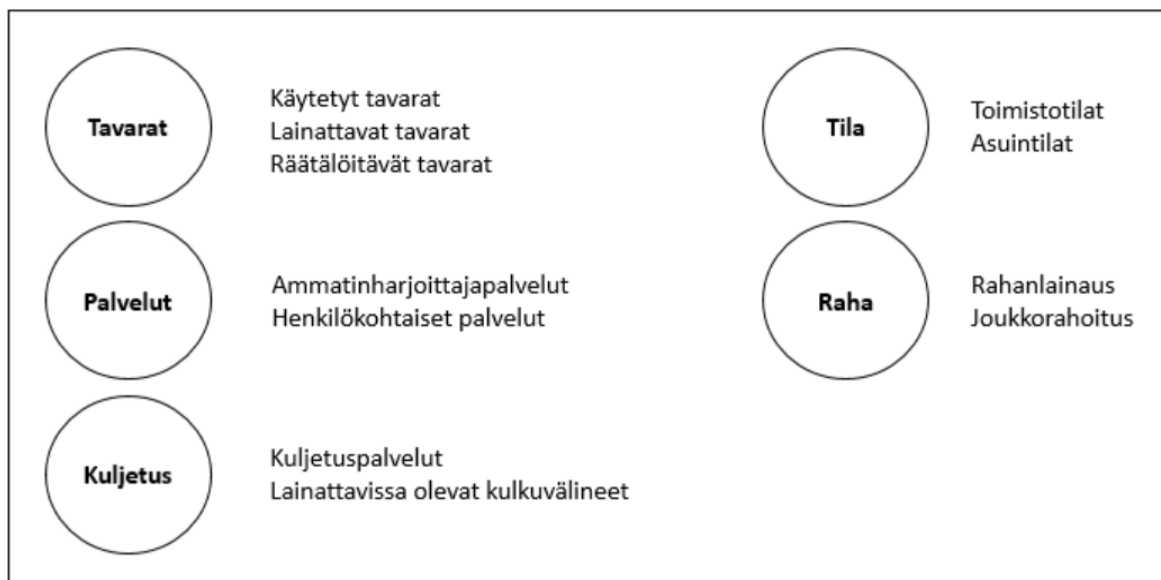 Tavarat
Käytetyt tavarat
Lainattavat tavarat
Räätälöitävät tavarat
Palvelut
Ammatinharjoittajapalvelut
Henkilökohtaiset palvelut
Kuljetus
Kuljetuspalvelut
Lainattavissa olevat kulkuvälineet
Tila
Toimistotilat
Asuintilat
Raha
Rahanlainaus
Joukkorahoitus